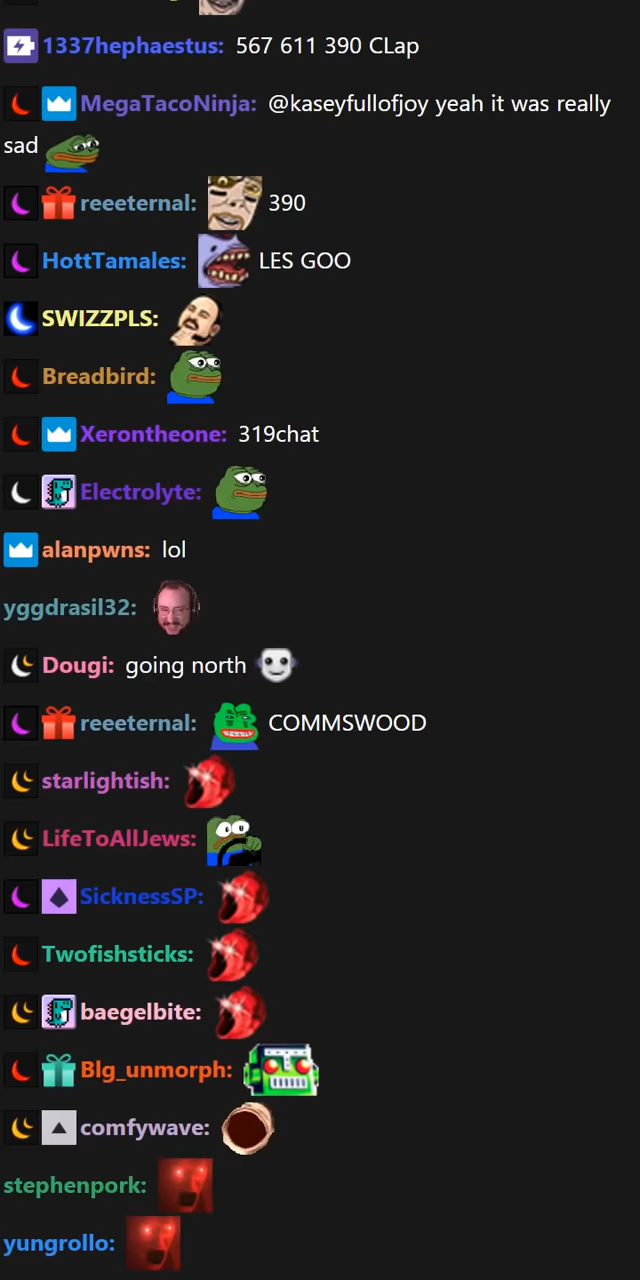 1337hephaestus: 567 611 390 CLap
MegaTacoNinja: @kaseyfullofjoy yeah it was really
sad
reeeternal: 390
HottTamales: LES GOO
SWIZZPLS:
Breadbird:
Xerontheone: 319chat
Electrolyte:
alanpwns: lol
yggdrasil32:
Dougi: going north
reeeternal: COMMSWOOD
starlightish:
LifeToAllJews:
SicknessSP:
Twofishsticks:
baegelbite:
Blg_unmorph:
comfywave:
stephenpork:
yungrollo: